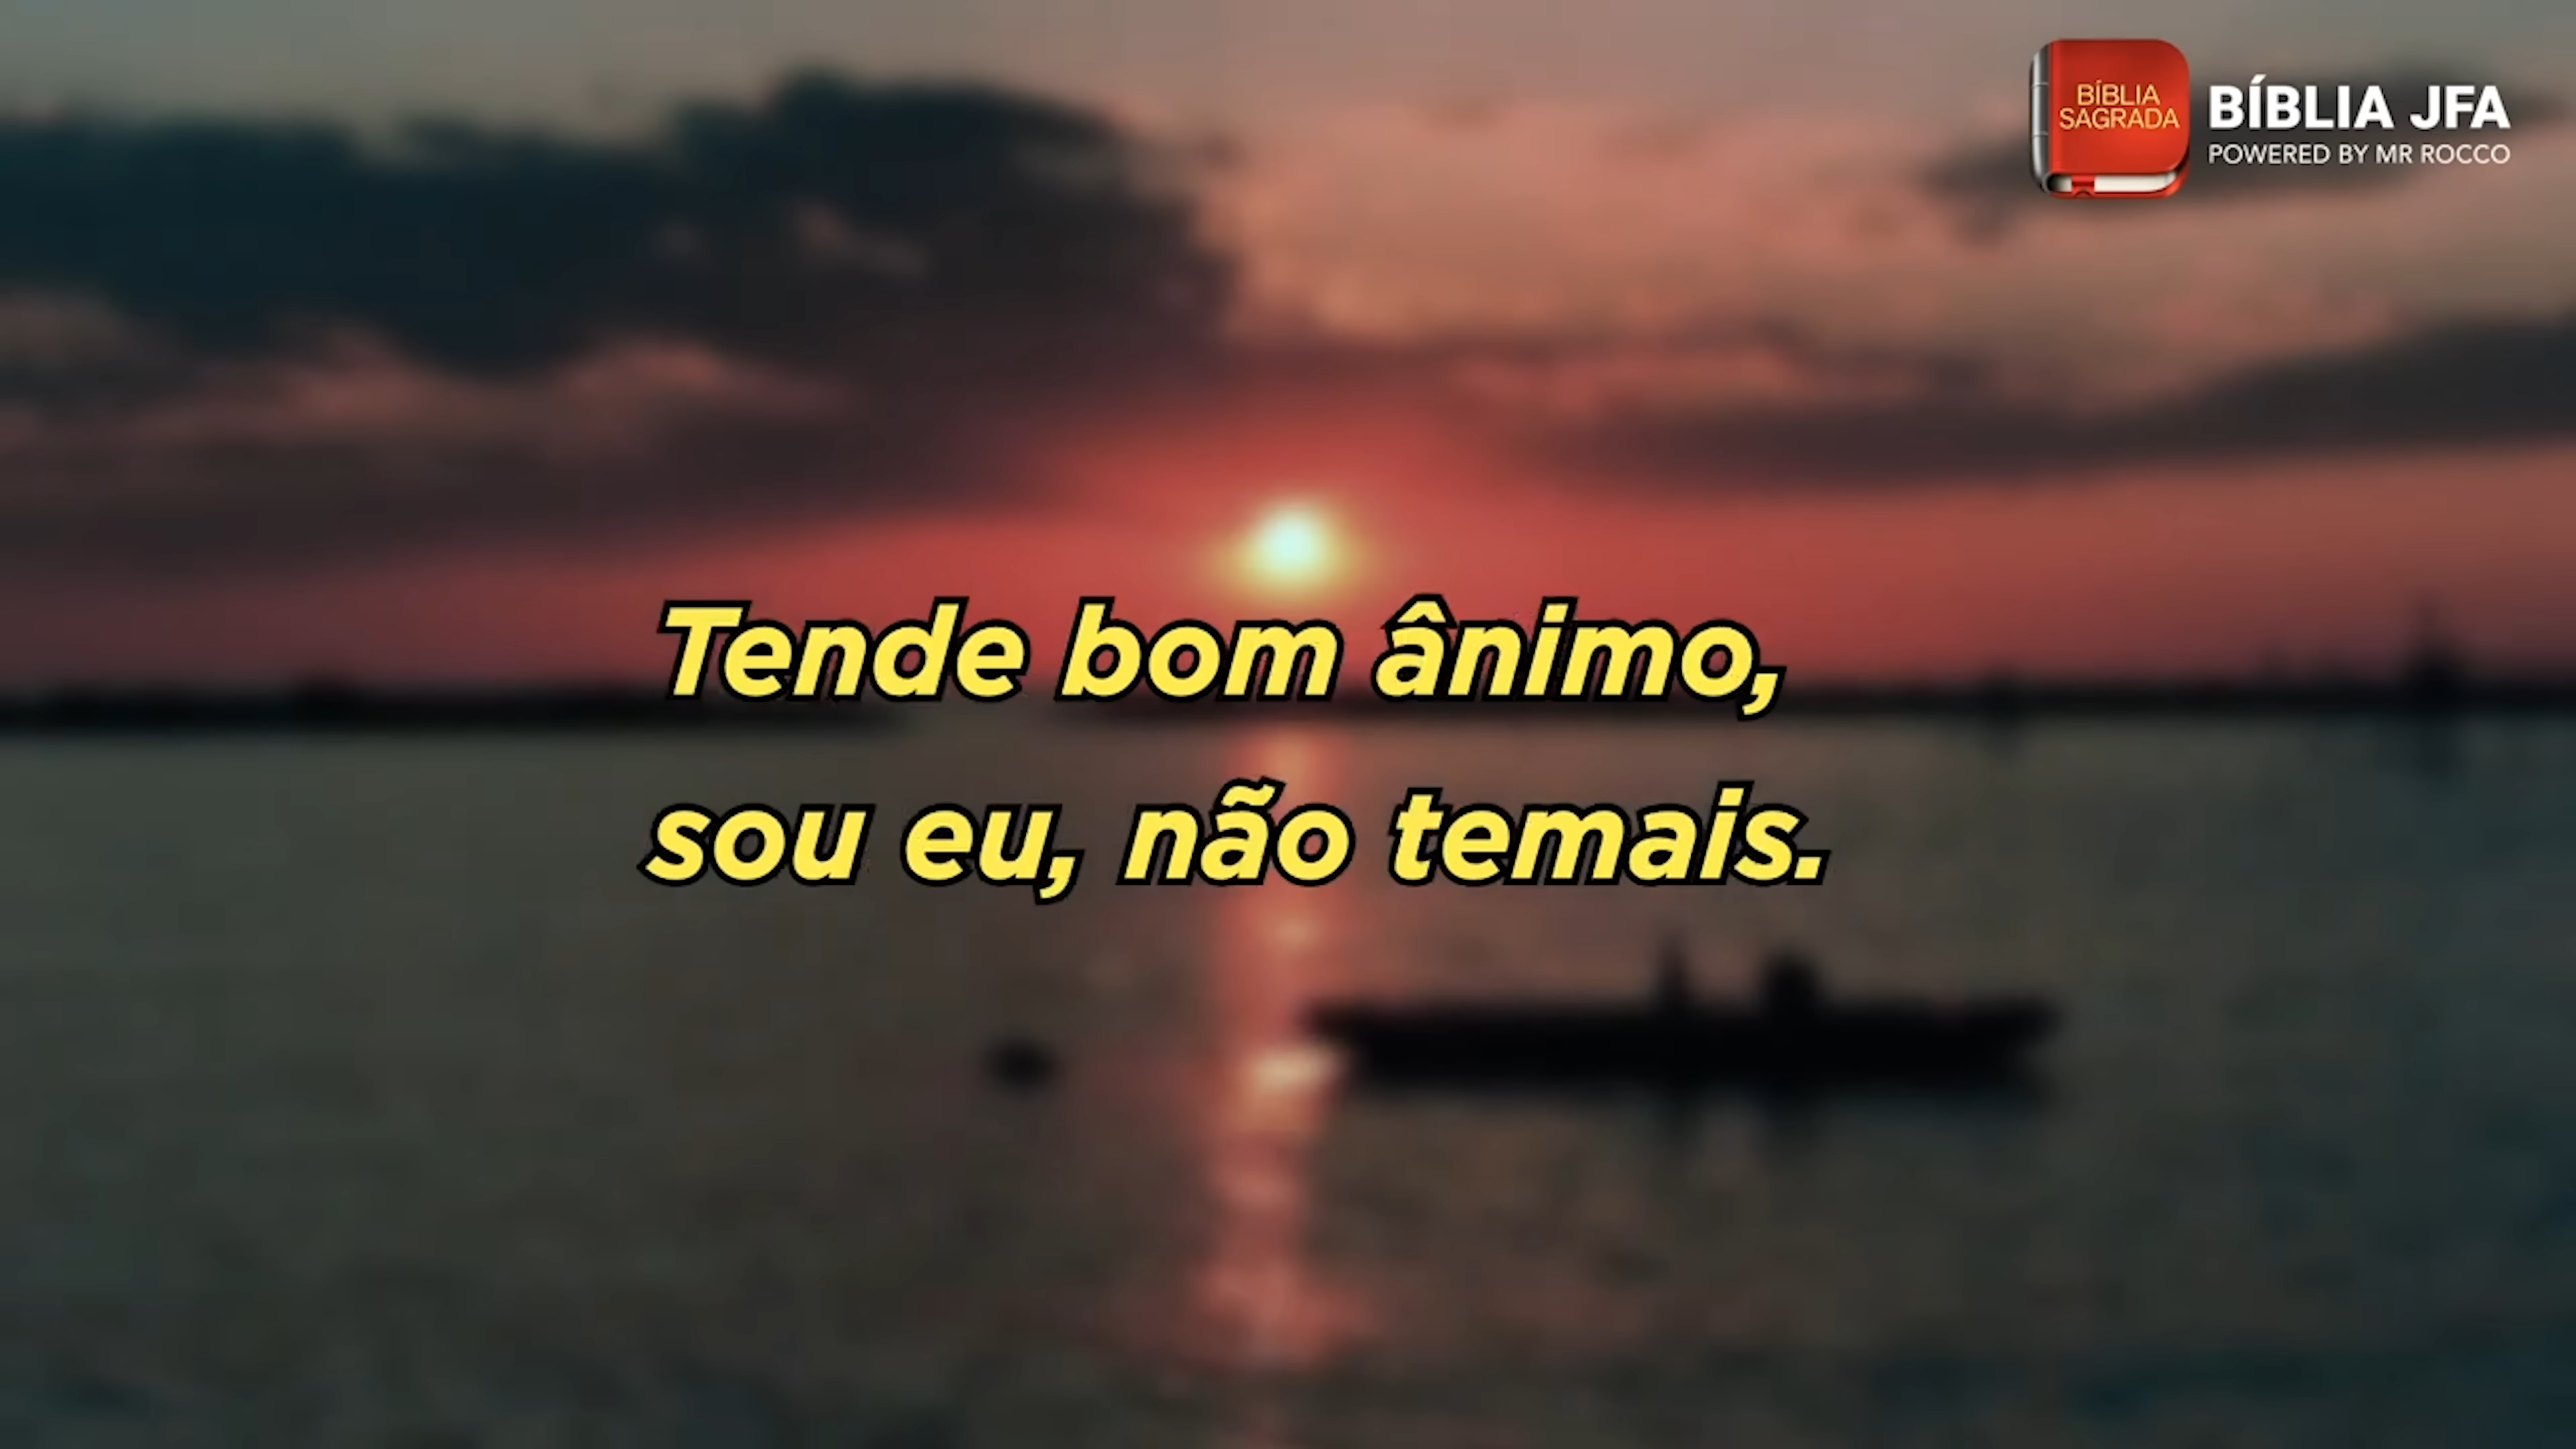 BÍBLIA
SAGRADA
BÍBLIA JFA
POWERED BY MR ROCCO
Tende bom ânimo,
sou eu, não temais.